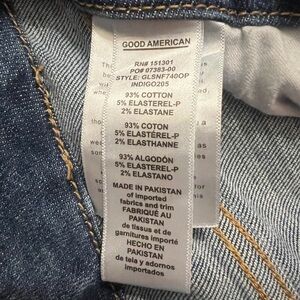 GOOD AMERICAN
RN# 151301
PO# 07383-00
STYLE: GLSNF740OP
INDIGO205
93% COTTON
5% ELASTEREL-P
2% ELASTANE
93% COTON
5% ELASTÉREL-P
2% ELASTHANNE
93% ALGODÓN
5% ELASTEREL-P
2% ELASTANO
MADE IN PAKISTAN
of imported
fabrics and trim
FABRIQUÉ AU
PAKISTAN
de tissus et de
garnitures importé
HECHO EN
PAKISTAN
de tela y adornos
importados